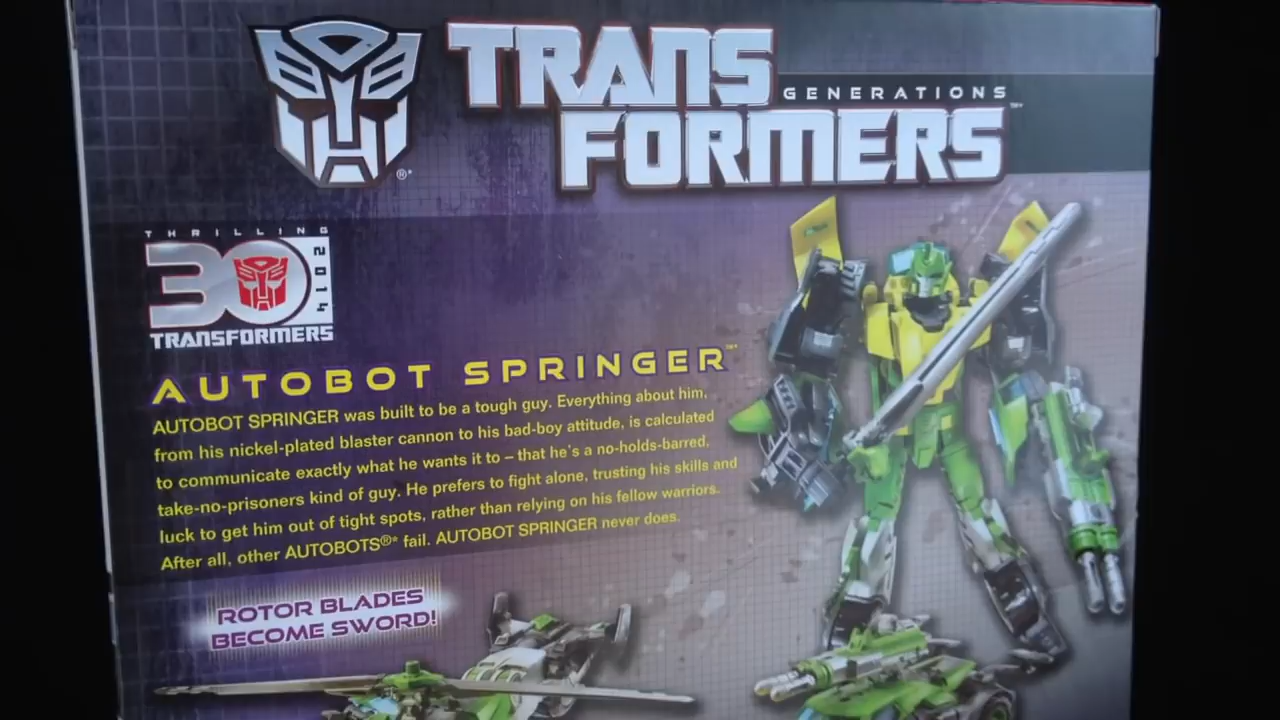 TRANS
GENERATIONS
FORMERS™*
®*
THRILLING
30
2014
TRANSFORMERS
AUTOBOT SPRINGER™*
AUTOBOT SPRINGER was built to be a tough guy. Everything about him,
from his nickel-plated blaster cannon to his bad-boy attitude, is calculated
to communicate exactly what he wants it to – that he's a no-holds-barred,
take-no-prisoners kind of guy. He prefers to fight alone, trusting his skills and
luck to get him out of tight spots, rather than relying on his fellow warriors.
After all, other AUTOBOTS®* fail. AUTOBOT SPRINGER never does.
ROTOR BLADES
BECOME SWORD!